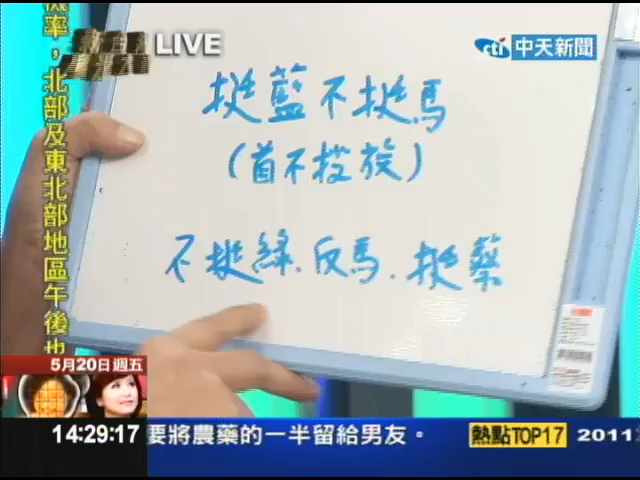 率，北部及東北部地區午後也
LIVE
cti 中天新聞
挺藍不挺馬
(首不投族)
不挺綠、反馬、挺蔡
5月20日週五
14:29:17 要將農藥的一半留給男友。 熱點TOP17 2011